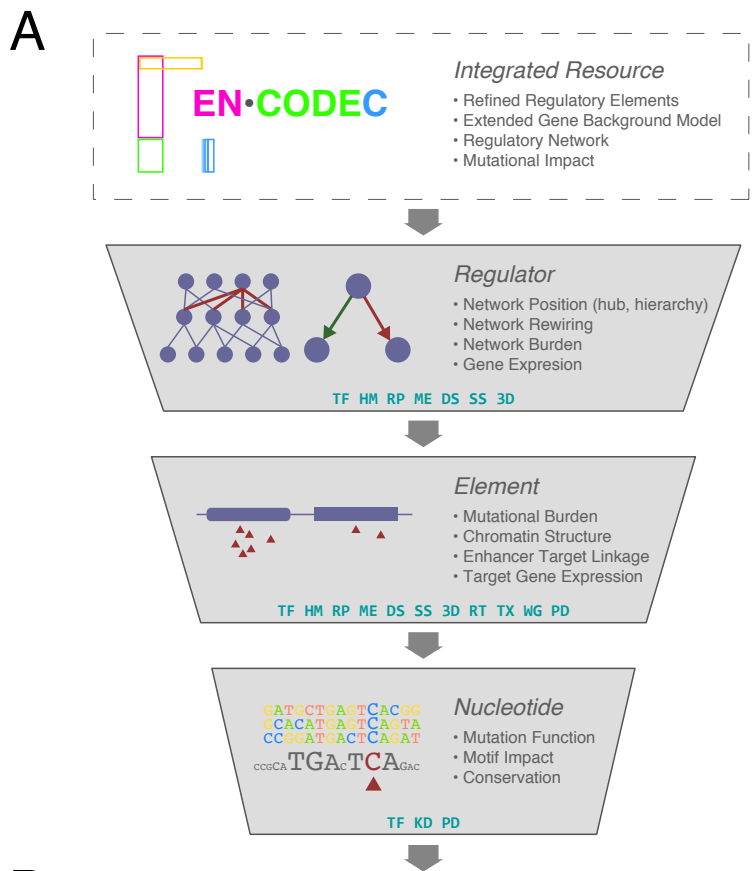 A
EN•CODEC
Integrated Resource
• Refined Regulatory Elements
• Extended Gene Background Model
• Regulatory Network
• Mutational Impact
Regulator
• Network Position (hub, hierarchy)
• Network Rewiring
• Network Burden
• Gene Expresion
TF HM RP ME DS SS 3D
Element
• Mutational Burden
• Chromatin Structure
• Enhancer Target Linkage
• Target Gene Expression
TF HM RP ME DS SS 3D RT TX WG PD
GATGCTGAGTCACGG
GCACATGAGTCAGTA
CCGGATGACTCAGAT
CCGCATGACTCAGAC
Nucleotide
• Mutation Function
• Motif Impact
• Conservation
TF KD PD